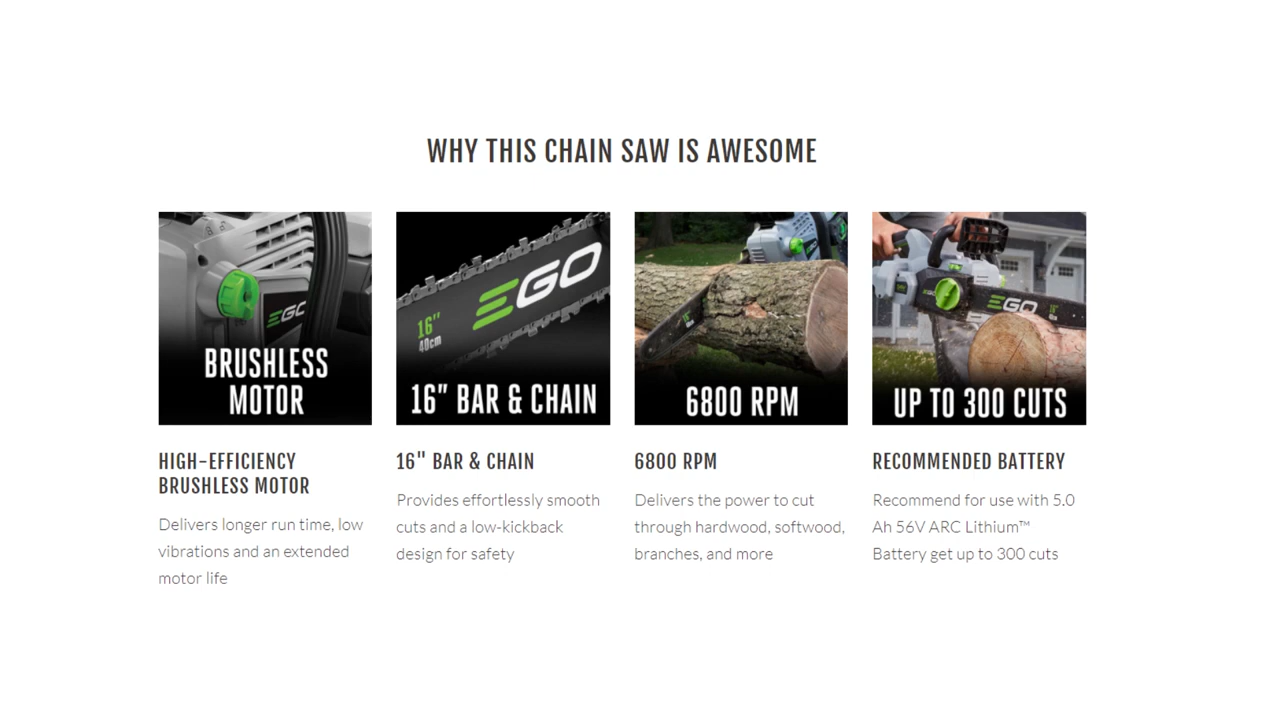 WHY THIS CHAIN SAW IS AWESOME
EGO
BRUSHLESS
MOTOR
EGO
16"
40cm
16" BAR & CHAIN
6800 RPM
EGO
UP TO 300 CUTS
HIGH-EFFICIENCY
BRUSHLESS MOTOR
Delivers longer run time, low
vibrations and an extended
motor life
16" BAR & CHAIN
Provides effortlessly smooth
cuts and a low-kickback
design for safety
6800 RPM
Delivers the power to cut
through hardwood, softwood,
branches, and more
RECOMMENDED BATTERY
Recommend for use with 5.0
Ah 56V ARC Lithium™
Battery get up to 300 cuts